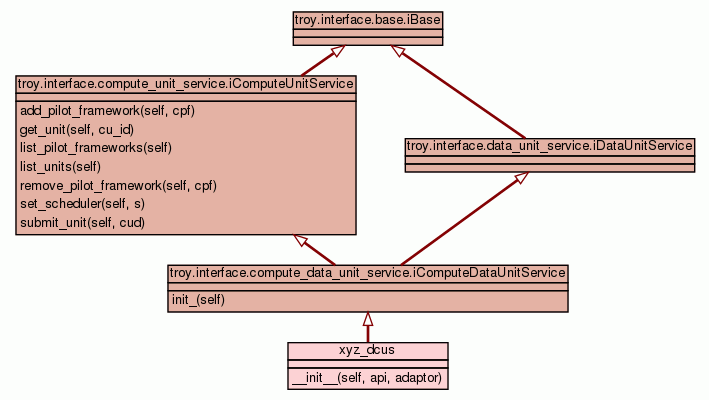 troy.interface.base.iBase
troy.interface.compute_unit_service.iComputeUnitService
add_pilot_framework(self, cpf)
get_unit(self, cu_id)
list_pilot_frameworks(self)
list_units(self)
remove_pilot_framework(self, cpf)
set_scheduler(self, s)
submit_unit(self, cud)
troy.interface.data_unit_service.iDataUnitService
troy.interface.compute_data_unit_service.iComputeDataUnitService
init_(self)
xyz_dcus
__init__(self, api, adaptor)